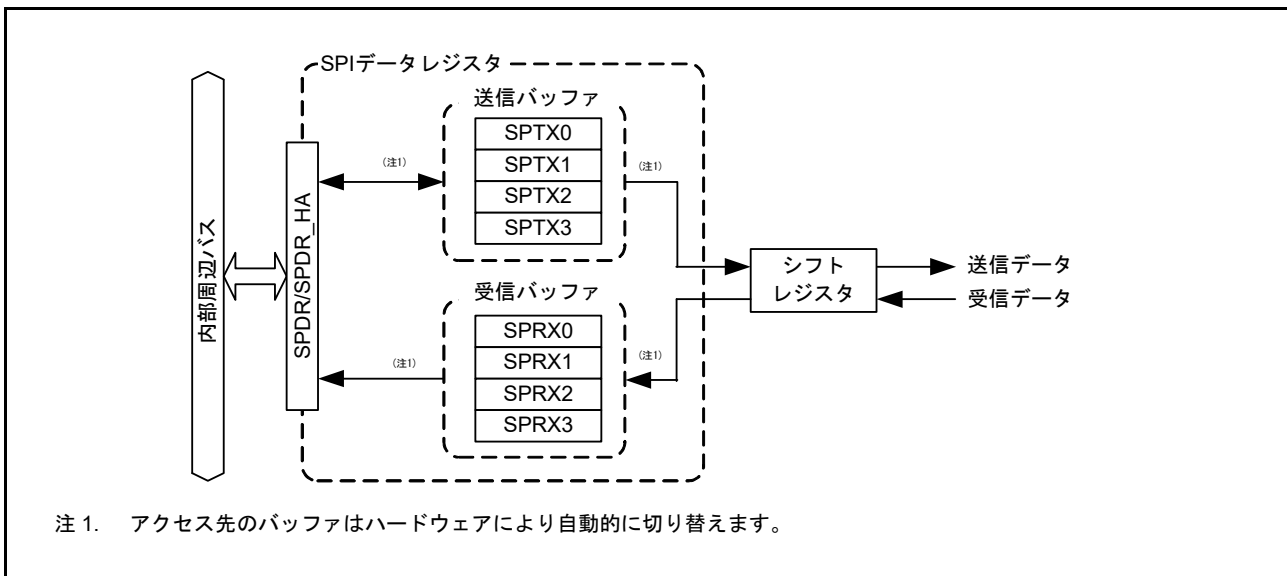 SPIデータレジスタ
送信バッファ
SPTX0
SPTX1
SPTX2
SPTX3
(注1)
(注1)
内部周辺バス
SPDR/SPDR_HA
シフト
レジスタ
送信データ
受信データ
受信バッファ
SPRX0
SPRX1
SPRX2
SPRX3
(注1)
(注1)
注 1. アクセス先のバッファはハードウェアにより自動的に切り替えます。